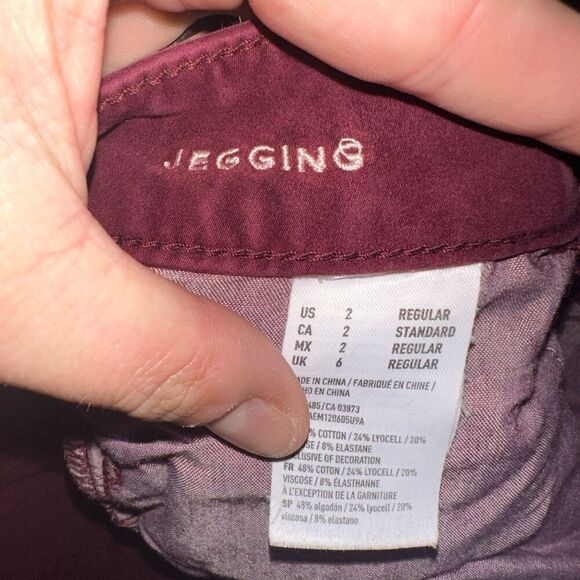 JEGGING
US 2 REGULAR
CA 2 STANDARD
MX 2 REGULAR
UK 6 REGULAR
IN CHINA / FABRIQUÉ EN CHINE /
EN CHINA
CA 03873
COTTON / 24% LYOCELL / 20%
/ 8% ELASTANE
OF DECORATION
FR 48% COTON / 24% LYOCELL / 20%
VISCOSE / 8% ÉLASTHANNE
À L'EXCEPTION DE LA GARNITURE
SP 48% algodón / 24% lyocell / 20%
viscosa / 8% elastano